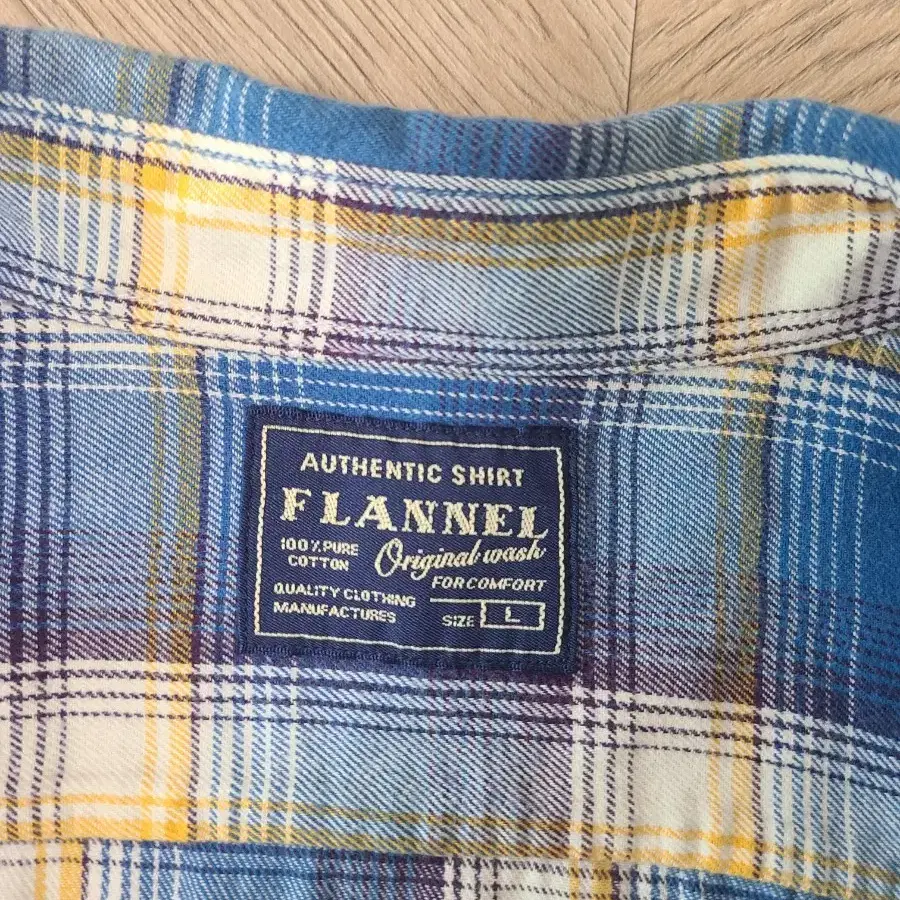 AUTHENTIC SHIRT
FLANNEL
100% PURE
COTTON
Original wash
FOR COMFORT
QUALITY CLOTHING
MANUFACTURES
SIZE L